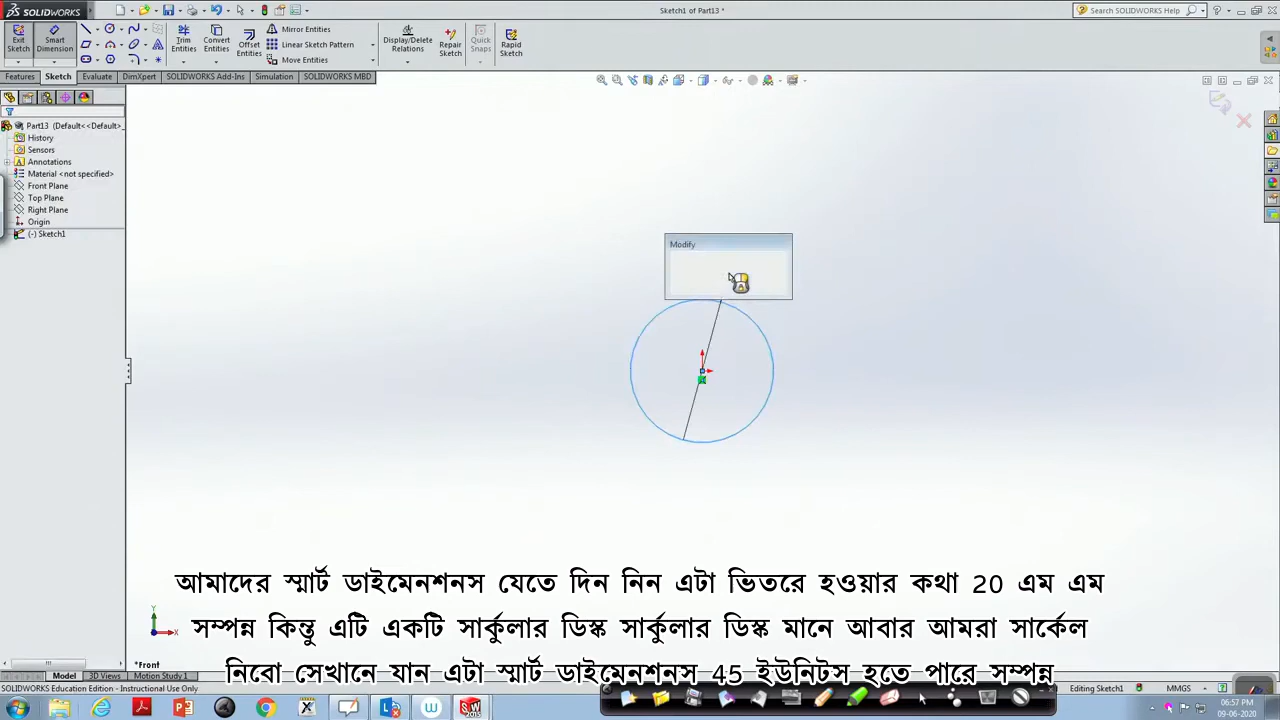 SOLIDWORKS
Sketch1 of Part13 *
Search SOLIDWORKS Help
Exit Sketch
Smart Dimension
Trim Entities
Convert Entities
Offset Entities
Mirror Entities
Linear Sketch Pattern
Move Entities
Display/Delete Relations
Repair Sketch
Quick Snaps
Rapid Sketch
Features Sketch Evaluate DimXpert SOLIDWORKS Add-Ins Simulation SOLIDWORKS MBD
Part13 (Default<<Default>_
History
Sensors
Annotations
Material <not specified>
Front Plane
Top Plane
Right Plane
Origin
(-) Sketch1
Modify
আমাদের স্মার্ট ডাইমেনশনস যেতে দিন নিন এটা ভিতরে হওয়ার কথা 20 এম এম
সম্পন্ন কিন্তু এটি একটি সার্কুলার ডিস্ক সার্কুলার ডিস্ক মানে আবার আমরা সার্কেল
নিবো সেখানে যান এটা স্মার্ট ডাইমেনশনস 45 ইউনিটস হতে পারে সম্পন্ন
Y
X
*Front
Model 3D Views Motion Study 1
SOLIDWORKS Education Edition - Instructional Use Only
Editing Sketch1
MMGS
06:57 PM
09-06-2020